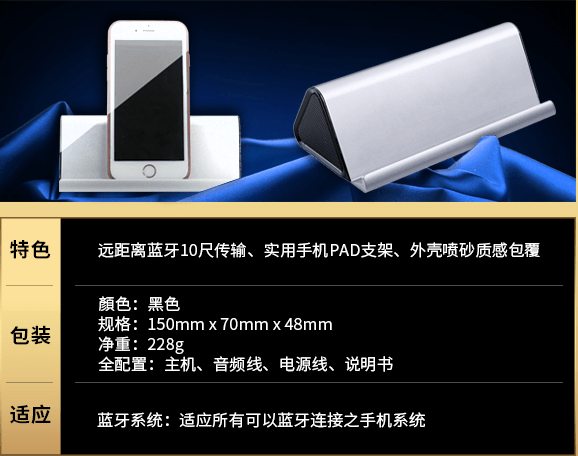 特色
远距离蓝牙10尺传输、实用手机PAD支架、外壳喷砂质感包覆
包装
顏色：黑色
规格：150mm x 70mm x 48mm
净重：228g
全配置：主机、音频线、电源线、说明书
适应
蓝牙系统：适应所有可以蓝牙连接之手机系统